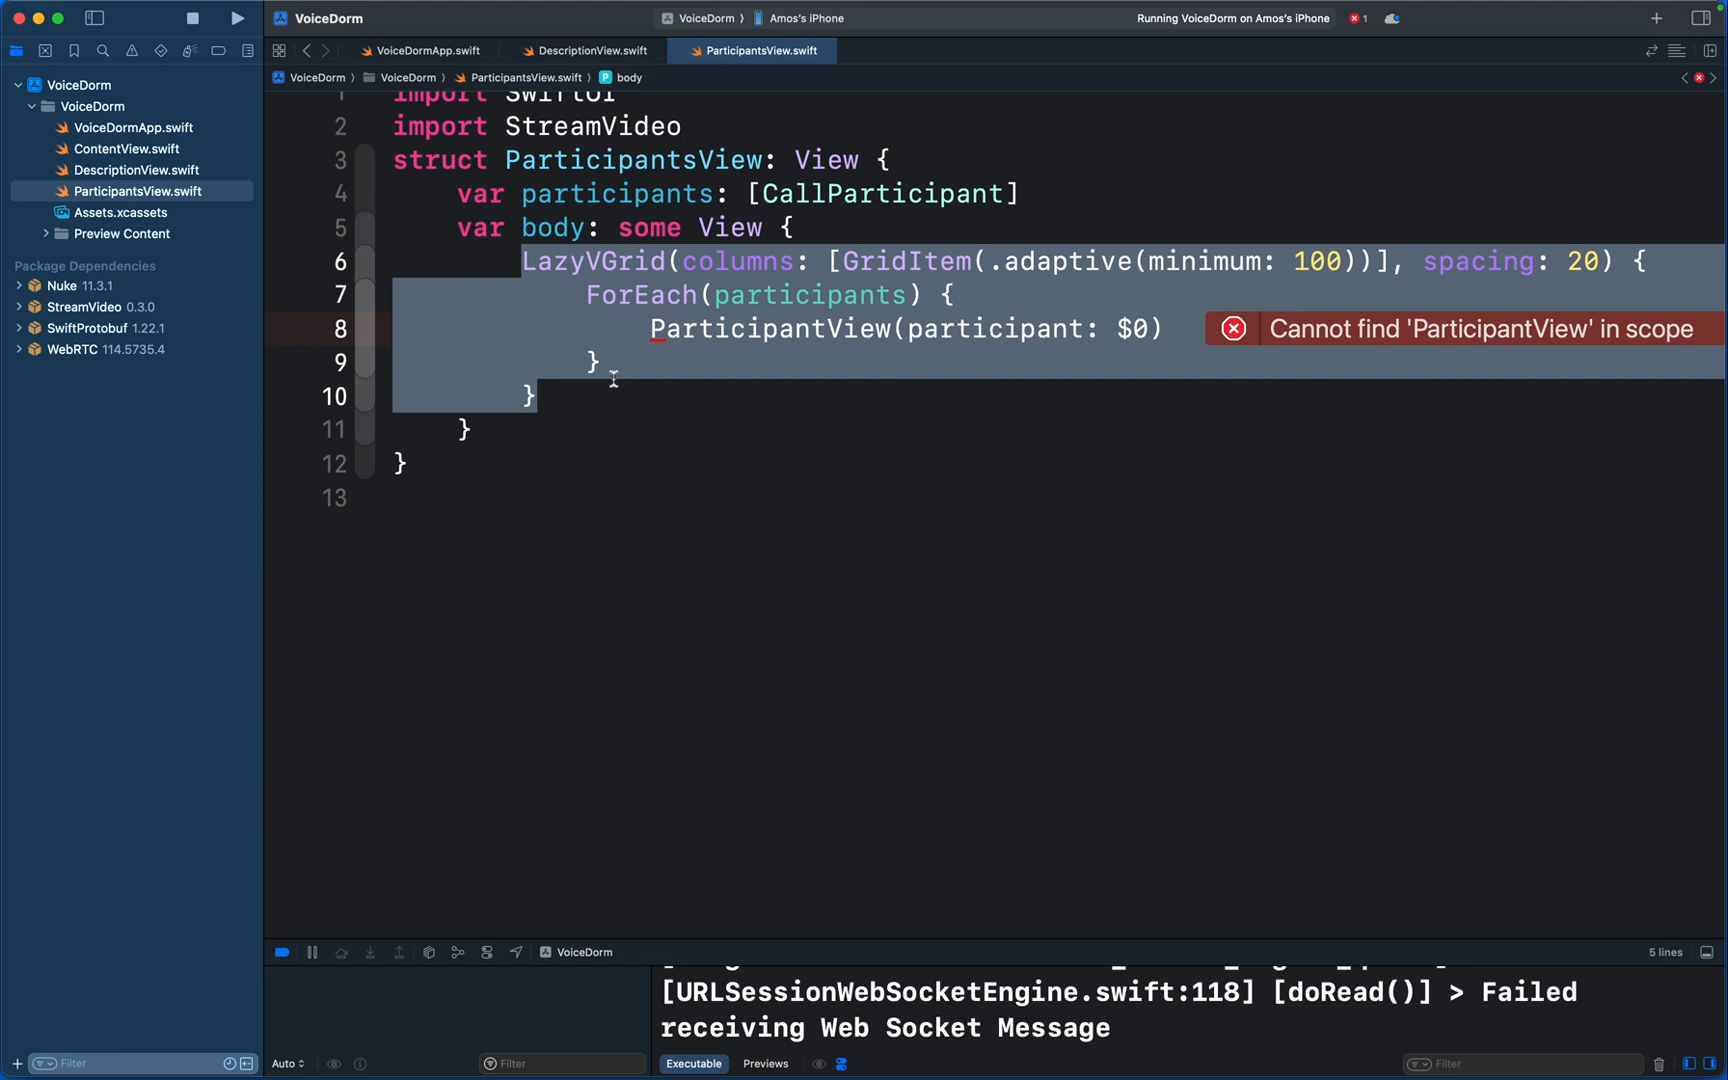 VoiceDorm
VoiceDorm ⟩ Amos's iPhone
Running VoiceDorm on Amos's iPhone
1
VoiceDormApp.swift
DescriptionView.swift
ParticipantsView.swift
VoiceDorm ⟩ VoiceDorm ⟩ ParticipantsView.swift ⟩ P body
VoiceDorm
VoiceDorm
VoiceDormApp.swift
ContentView.swift
DescriptionView.swift
ParticipantsView.swift
Assets.xcassets
Preview Content
Package Dependencies
Nuke 11.3.1
StreamVideo 0.3.0
SwiftProtobuf 1.22.1
WebRTC 114.5735.4
1 import SwiftUI
2 import StreamVideo
3 struct ParticipantsView: View {
4 var participants: [CallParticipant]
5 var body: some View {
6 LazyVGrid(columns: [GridItem(.adaptive(minimum: 100))], spacing: 20) {
7 ForEach(participants) {
8 ParticipantView(participant: $0) Cannot find 'ParticipantView' in scope
9 }
10 }
11 }
12 }
13
VoiceDorm
5 lines
[URLSessionWebSocketEngine.swift:118] [doRead()] > Failed
receiving Web Socket Message
Filter
Auto
Filter
Executable
Previews
Filter